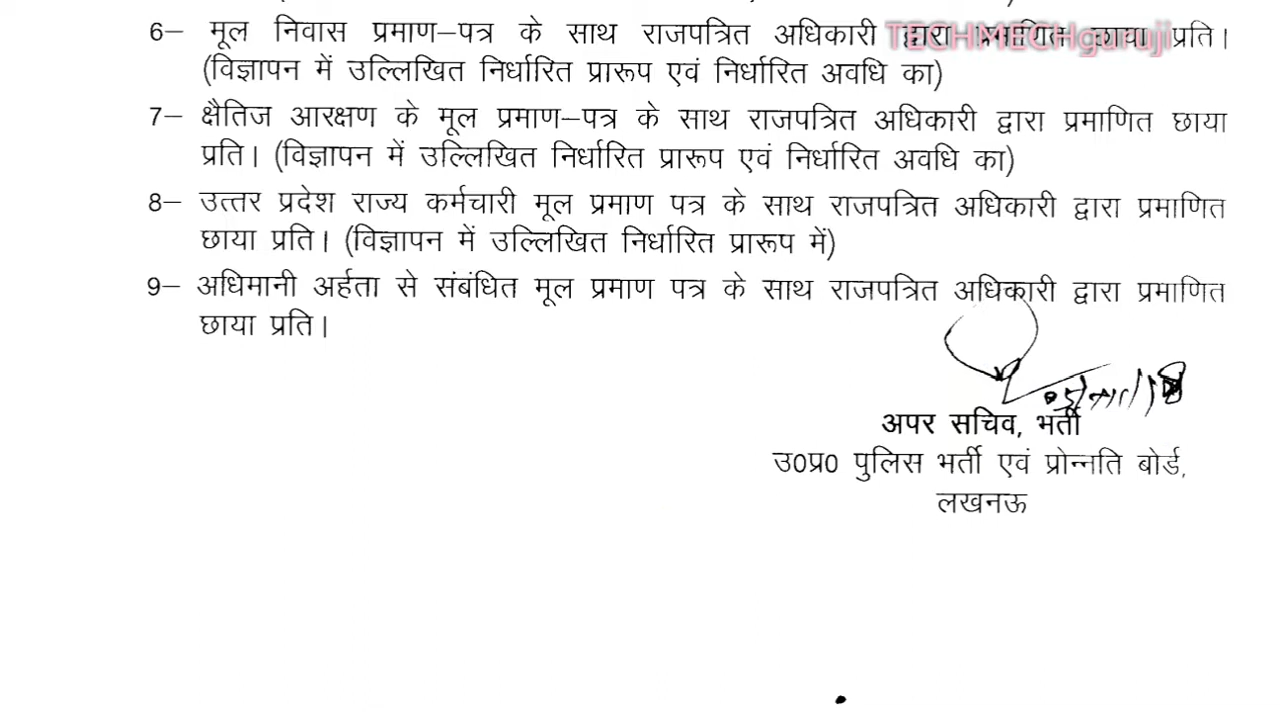 6– मूल निवास प्रमाण–पत्र के साथ राजपत्रित अधिकारी द्वारा प्रमाणित छाया प्रति।
TECHMECHguruji
(विज्ञापन में उल्लिखित निर्धारित प्रारूप एवं निर्धारित अवधि का)
7– क्षैतिज आरक्षण के मूल प्रमाण–पत्र के साथ राजपत्रित अधिकारी द्वारा प्रमाणित छाया
प्रति। (विज्ञापन में उल्लिखित निर्धारित प्रारूप एवं निर्धारित अवधि का)
8– उत्तर प्रदेश राज्य कर्मचारी मूल प्रमाण पत्र के साथ राजपत्रित अधिकारी द्वारा प्रमाणित
छाया प्रति। (विज्ञापन में उल्लिखित निर्धारित प्रारूप में)
9– अधिमानी अर्हता से संबंधित मूल प्रमाण पत्र के साथ राजपत्रित अधिकारी द्वारा प्रमाणित
छाया प्रति।
अपर सचिव, भर्ती
उ0प्र0 पुलिस भर्ती एवं प्रोन्नति बोर्ड,
लखनऊ